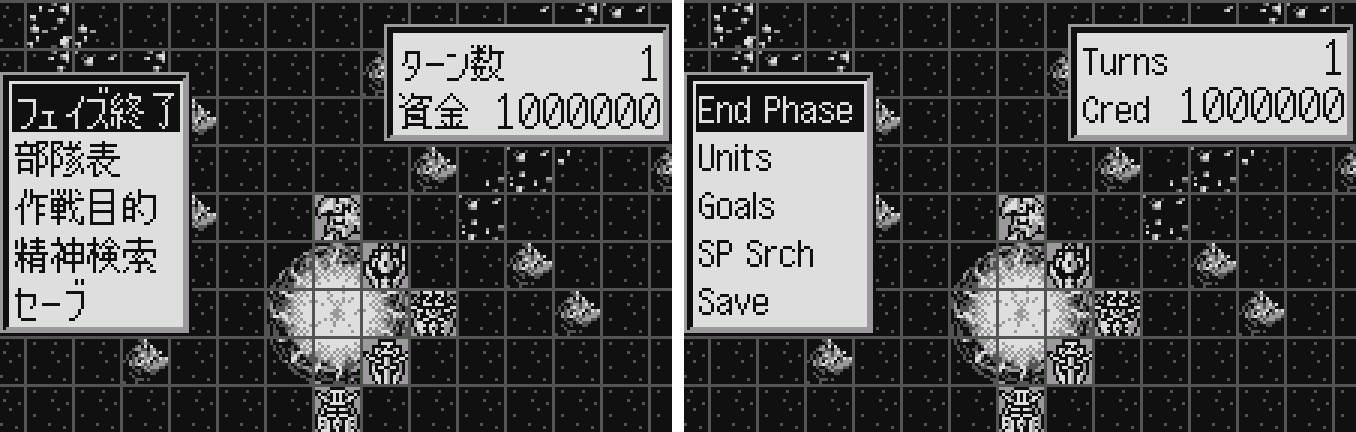 ターン数 1
資金 1000000
フェイズ終了
部隊表
作戦目的
精神検索
セーブ
Turns 1
Cred 1000000
End Phase
Units
Goals
SP Srch
Save